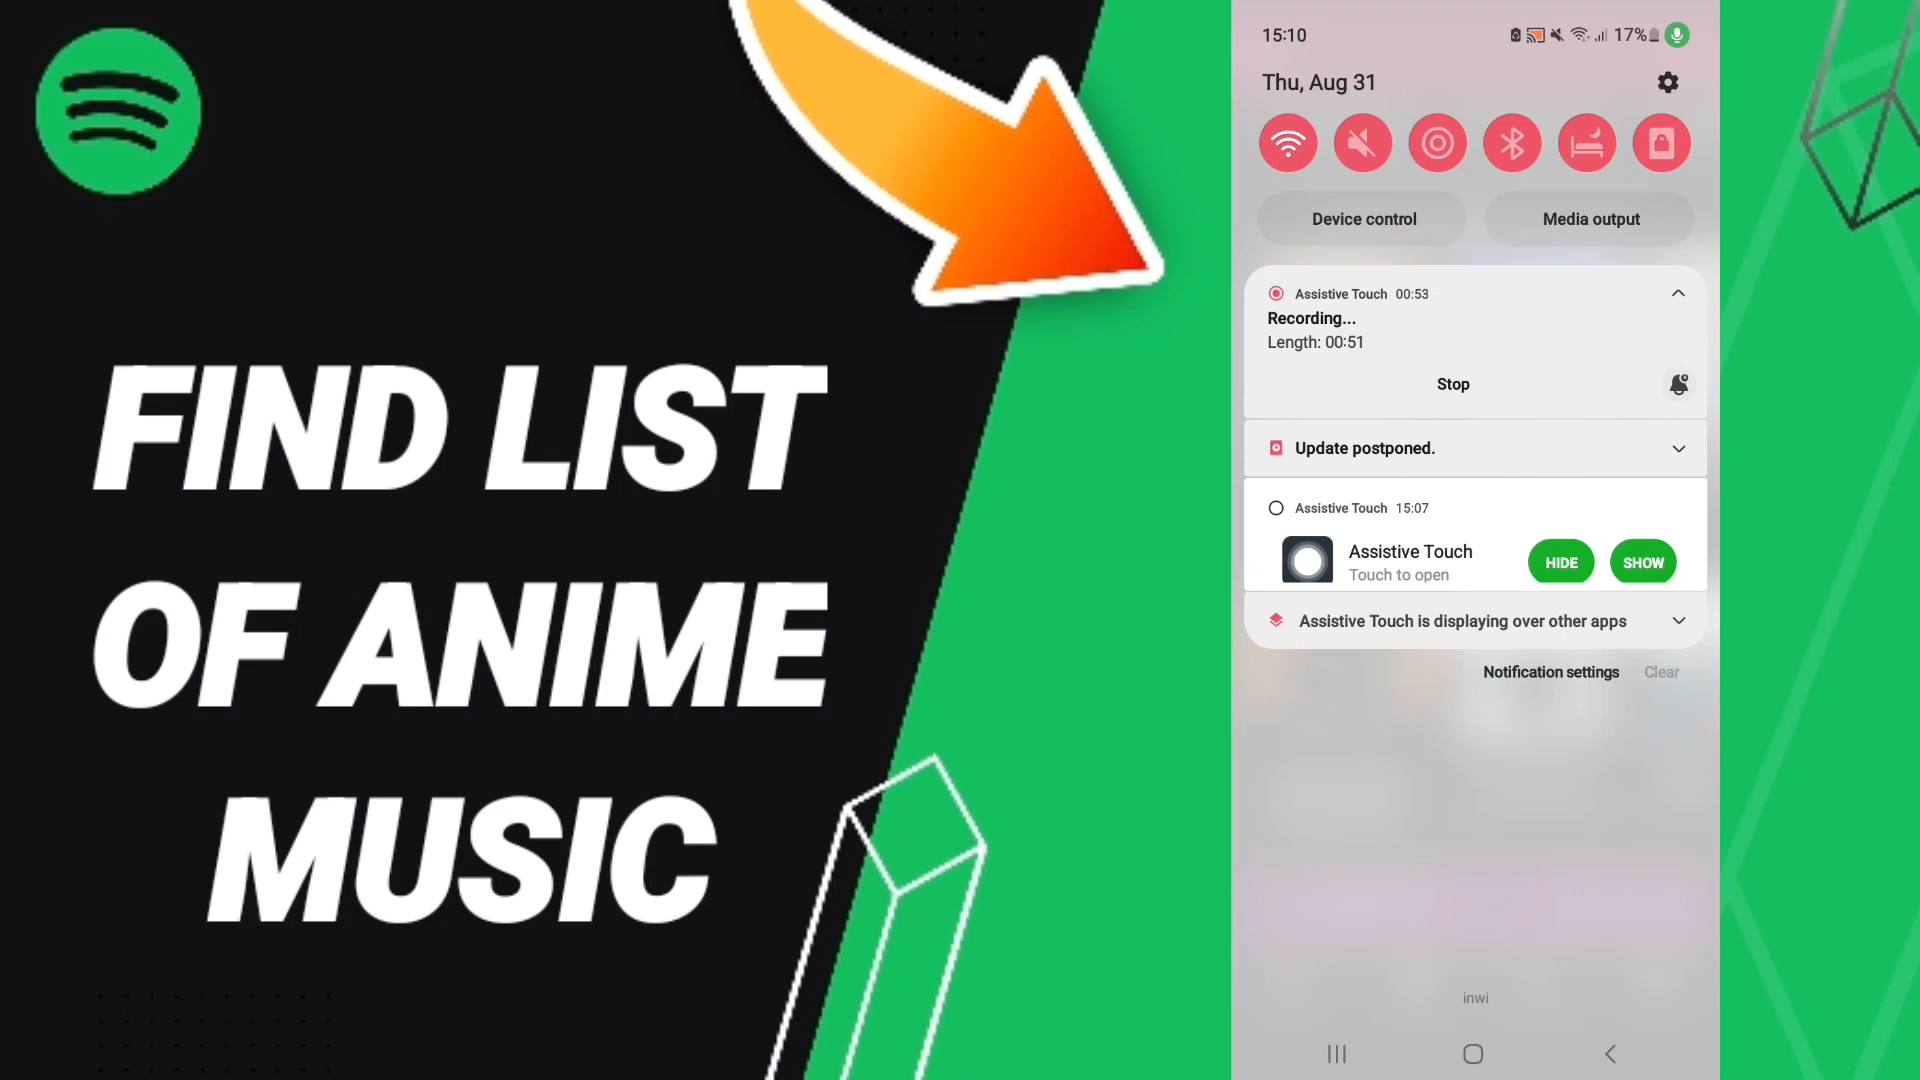 FIND LIST
OF ANIME
MUSIC
15:10
17%
Thu, Aug 31
Device control
Media output
Assistive Touch 00:53
Recording...
Length: 00:51
Stop
Update postponed.
Assistive Touch 15:07
Assistive Touch
Touch to open
HIDE
SHOW
Assistive Touch is displaying over other apps
Notification settings
Clear
inwi